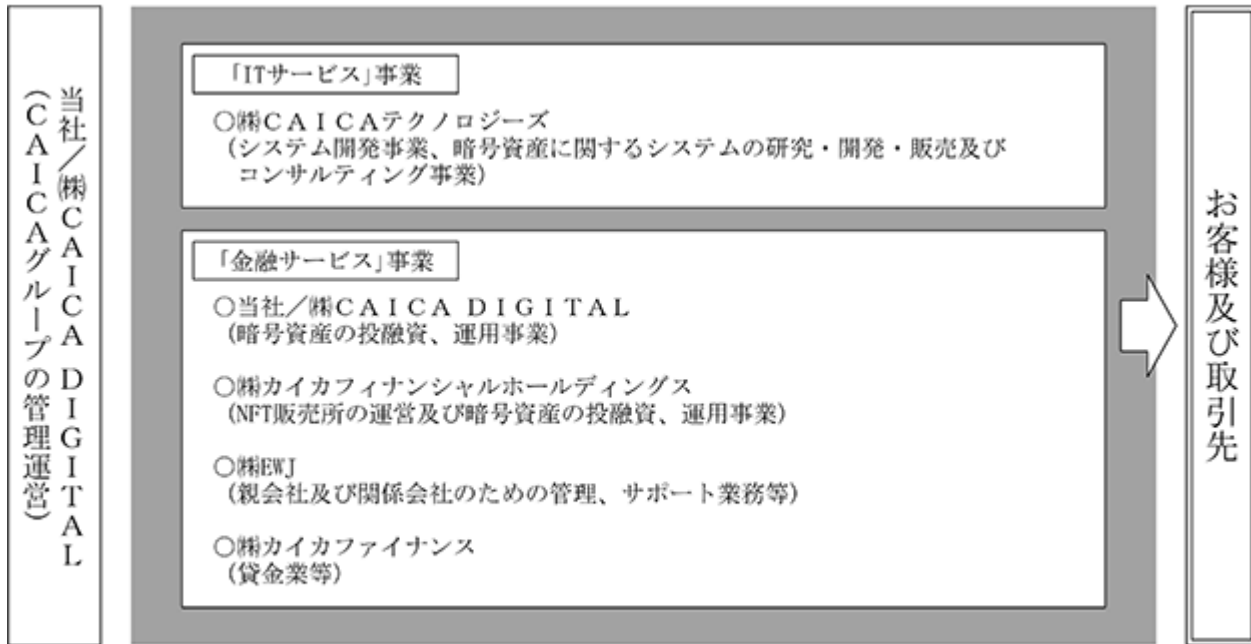 当社／㈱ＣＡＩＣＡ ＤＩＧＩＴＡＬ
（ＣＡＩＣＡグループの管理運営）
「ITサービス」事業
○㈱ＣＡＩＣＡテクノロジーズ
（システム開発事業、暗号資産に関するシステムの研究・開発・販売及び
コンサルティング事業）
「金融サービス」事業
○当社／㈱ＣＡＩＣＡ ＤＩＧＩＴＡＬ
（暗号資産の投融資、運用事業）
○㈱カイカフィナンシャルホールディングス
（NFT販売所の運営及び暗号資産の投融資、運用事業）
○㈱EWJ
（親会社及び関係会社のための管理、サポート業務等）
○㈱カイカファイナンス
（貸金業等）
お客様及び取引先